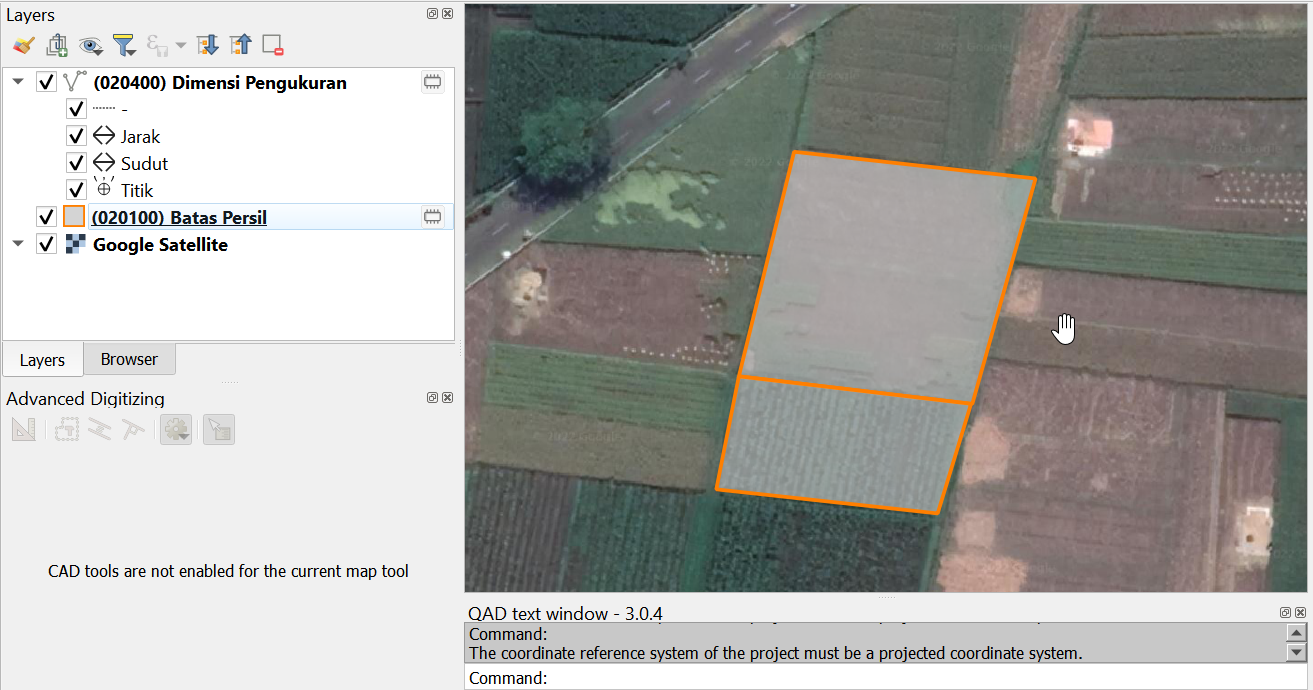 Layers
(020400) Dimensi Pengukuran
-
Jarak
Sudut
Titik
(020100) Batas Persil
Google Satellite
Layers
Browser
Advanced Digitizing
CAD tools are not enabled for the current map tool
QAD text window - 3.0.4
Command:
The coordinate reference system of the project must be a projected coordinate system.
Command: